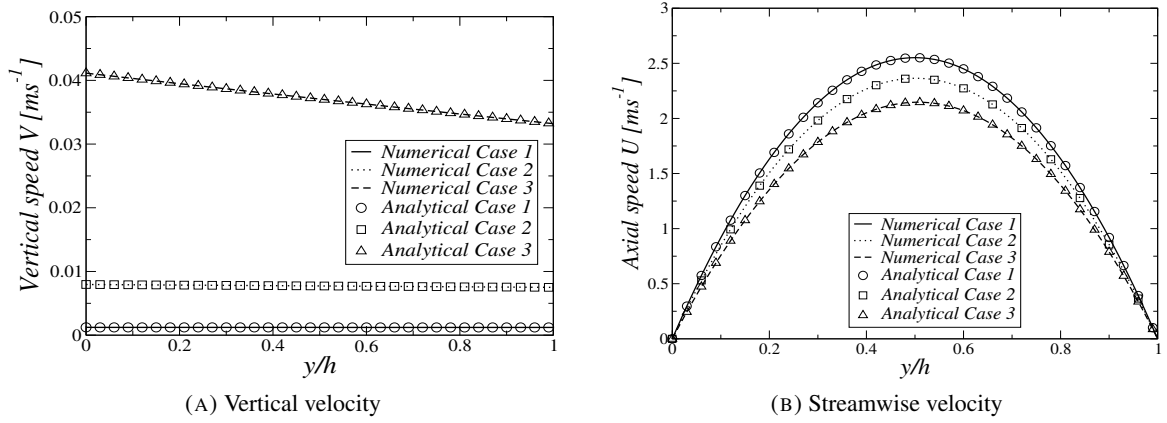 0.05
0.04
0.03
0.02
0.01
0
Vertical speed V [ms⁻¹]
Numerical Case 1
Numerical Case 2
Numerical Case 3
Analytical Case 1
Analytical Case 2
Analytical Case 3
0 0.2 0.4 0.6 0.8 1
y/h
(A) Vertical velocity
3
2.5
2
1.5
1
0.5
0
Axial speed U [ms⁻¹]
Numerical Case 1
Numerical Case 2
Numerical Case 3
Analytical Case 1
Analytical Case 2
Analytical Case 3
0 0.2 0.4 0.6 0.8 1
y/h
(B) Streamwise velocity